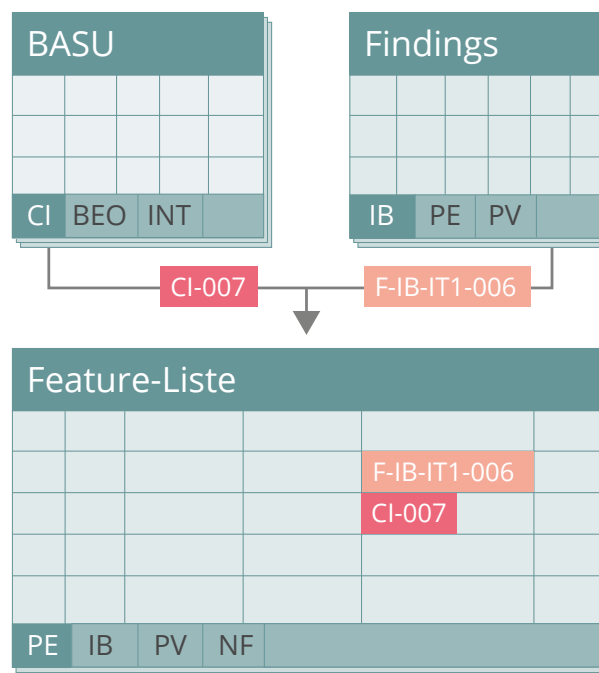 BASU
Findings
CI BEO INT
IB PE PV
CI-007
F-IB-IT1-006
Feature-Liste
F-IB-IT1-006
CI-007
PE IB PV NF